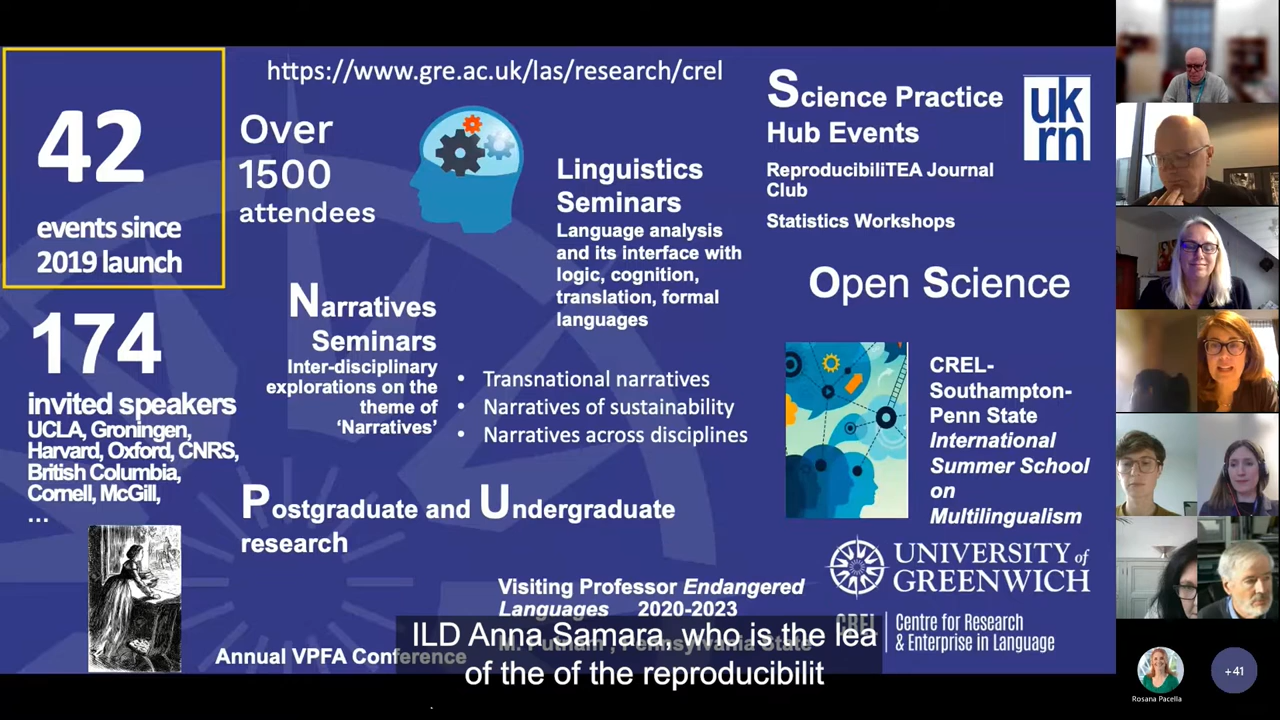 https://www.gre.ac.uk/las/research/crel
42
events since
2019 launch
Over
1500
attendees
174
invited speakers
UCLA, Groningen,
Harvard, Oxford, CNRS,
British Columbia,
Cornell, McGill,
...
Narratives
Seminars
Inter-disciplinary
explorations on the
theme of
‘Narratives’
• Transnational narratives
• Narratives of sustainability
• Narratives across disciplines
Linguistics
Seminars
Language analysis
and its interface with
logic, cognition,
translation, formal
languages
Science Practice
Hub Events
ReproducibiliTEA Journal
Club
Statistics Workshops
uk
rn
Open Science
CREL-
Southampton-
Penn State
International
Summer School
on
Multilingualism
Postgraduate and Undergraduate
research
Visiting Professor Endangered
Languages 2020-2023
M. Putnam, Pennsylvania State
Annual VPFA Conference
UNIVERSITY of
GREENWICH
CREL
Centre for Research
& Enterprise in Language
ILD Anna Samara, who is the lea
of the of the reproducibilit
Rosana Pacella
+41